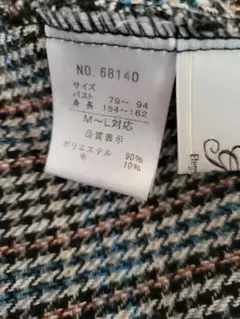 NO.68140
サイズ
バスト 79～ 94
身長 154～162
M～L対応
品質表示
ポリエステル 90%
毛 10%